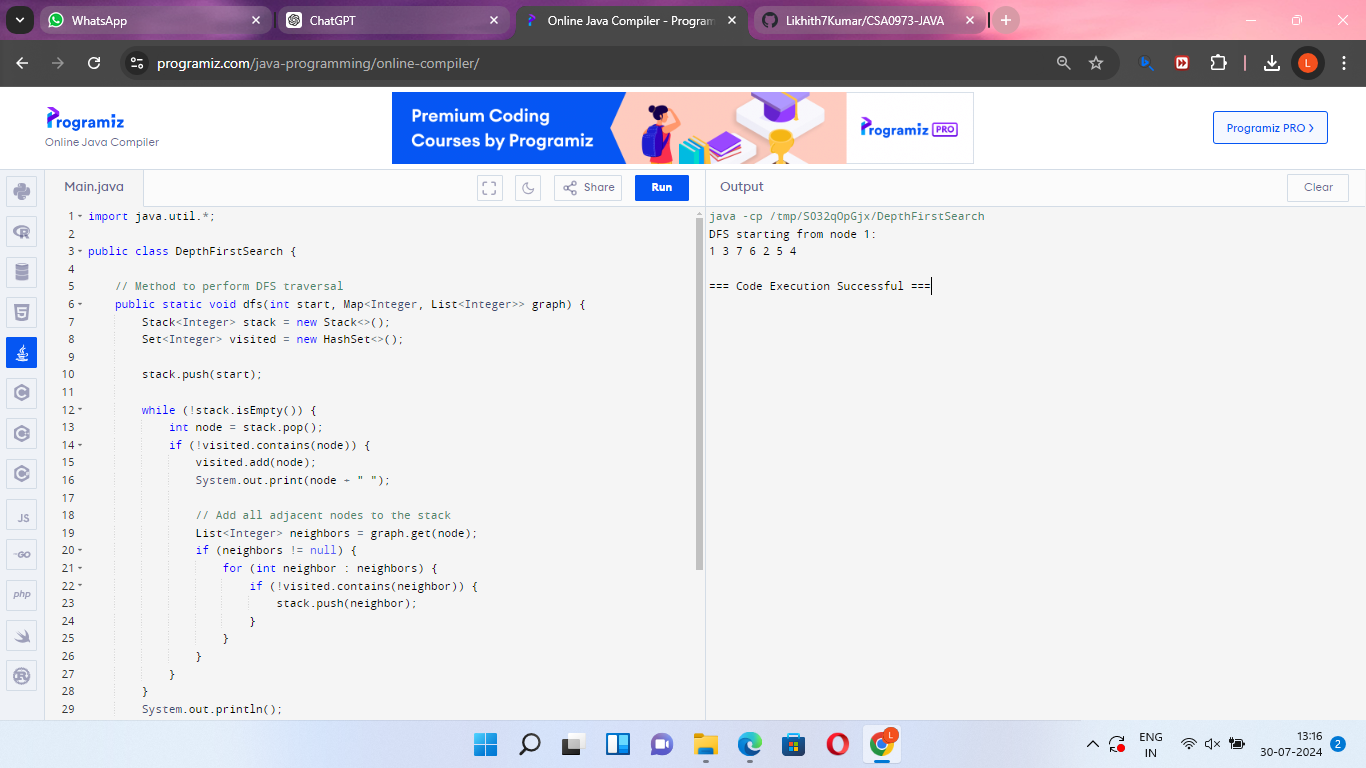 WhatsApp
ChatGPT
Online Java Compiler - Program
Likhith7Kumar/CSA0973-JAVA
programiz.com/java-programming/online-compiler/
L
Programiz
Online Java Compiler
Premium Coding
Courses by Programiz
Programiz PRO
Programiz PRO >
Main.java
Share
Run
Output
Clear
1 import java.util.*;
2
3 public class DepthFirstSearch {
4
5 // Method to perform DFS traversal
6 public static void dfs(int start, Map<Integer, List<Integer>> graph) {
7 Stack<Integer> stack = new Stack<>();
8 Set<Integer> visited = new HashSet<>();
9
10 stack.push(start);
11
12 while (!stack.isEmpty()) {
13 int node = stack.pop();
14 if (!visited.contains(node)) {
15 visited.add(node);
16 System.out.print(node + " ");
17
18 // Add all adjacent nodes to the stack
19 List<Integer> neighbors = graph.get(node);
20 if (neighbors != null) {
21 for (int neighbor : neighbors) {
22 if (!visited.contains(neighbor)) {
23 stack.push(neighbor);
24 }
25 }
26 }
27 }
28 }
29 System.out.println();
java -cp /tmp/SO32qOpGjx/DepthFirstSearch
DFS starting from node 1:
1 3 7 6 2 5 4
=== Code Execution Successful ===
JS
GO
php
L
ENG
IN
13:16
30-07-2024
2